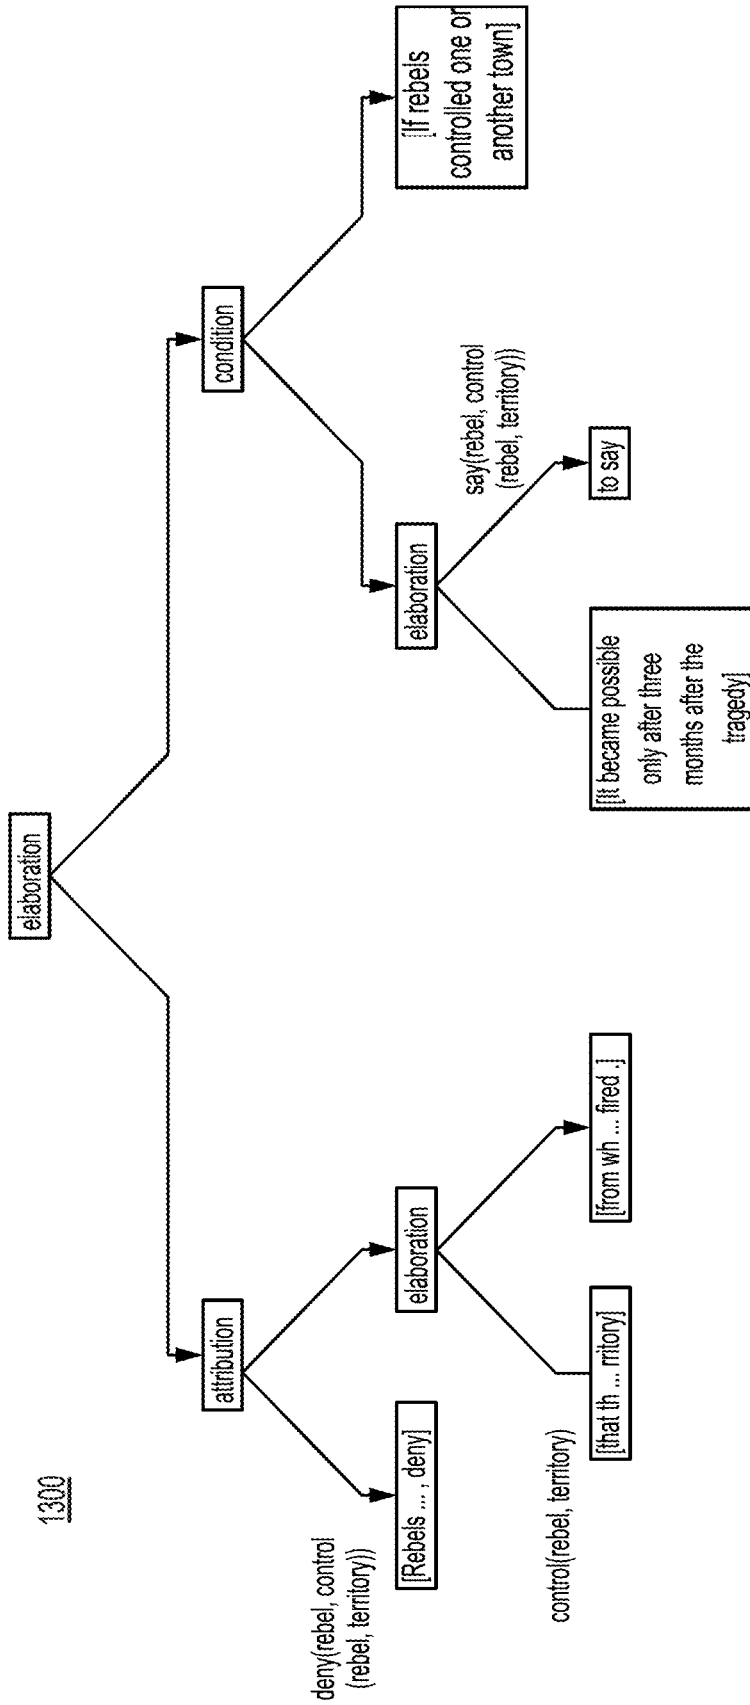 1300
elaboration
attribution
condition
deny(rebel, control
(rebel, territory))
[Rebels ... , deny]
elaboration
elaboration
say(rebel, control
(rebel, territory))
[If rebels
controlled one or
another town]
control(rebel, territory)
[that th ... rritory]
[from wh ... fired .]
[It became possible
only after three
months after the
tragedy]
to say